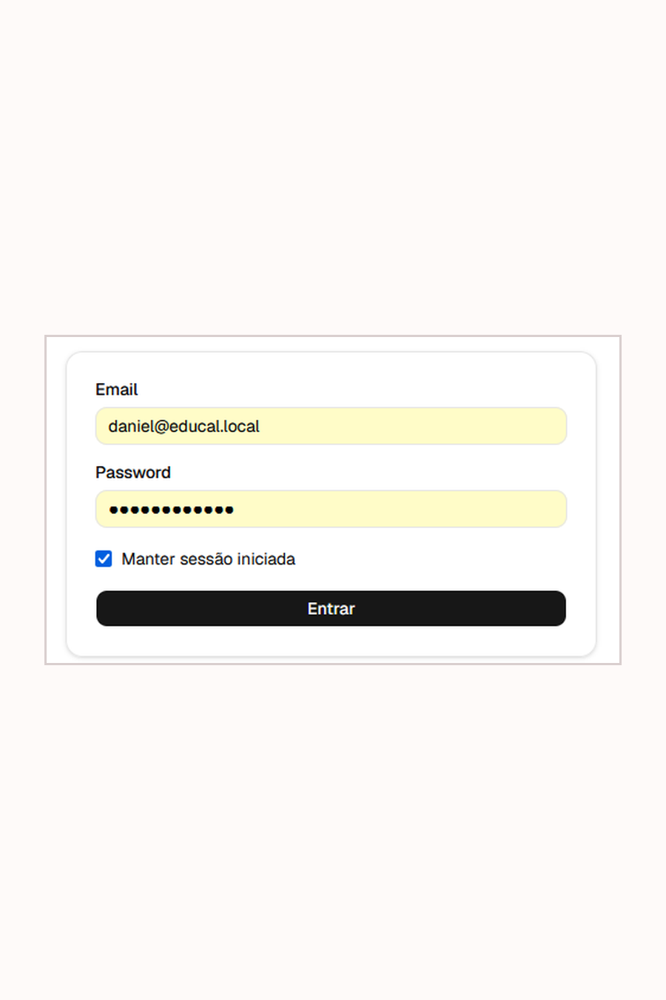 Email
daniel@educal.local
Password
••••••••••••
Manter sessão iniciada
Entrar